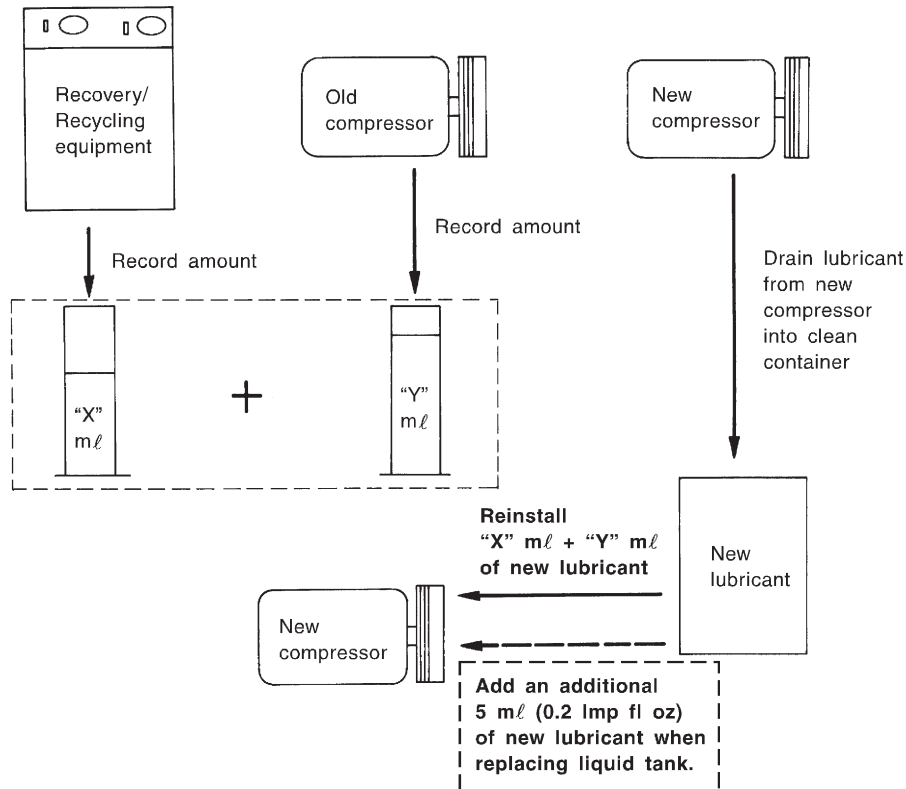 Recovery/
Recycling
equipment
Old
compressor
New
compressor
Record amount
Record amount
Drain lubricant
from new
compressor
into clean
container
“X”
mℓ
+
“Y”
mℓ
Reinstall
“X” mℓ + “Y” mℓ
of new lubricant
New
lubricant
New
compressor
Add an additional
5 mℓ (0.2 Imp fl oz)
of new lubricant when
replacing liquid tank.